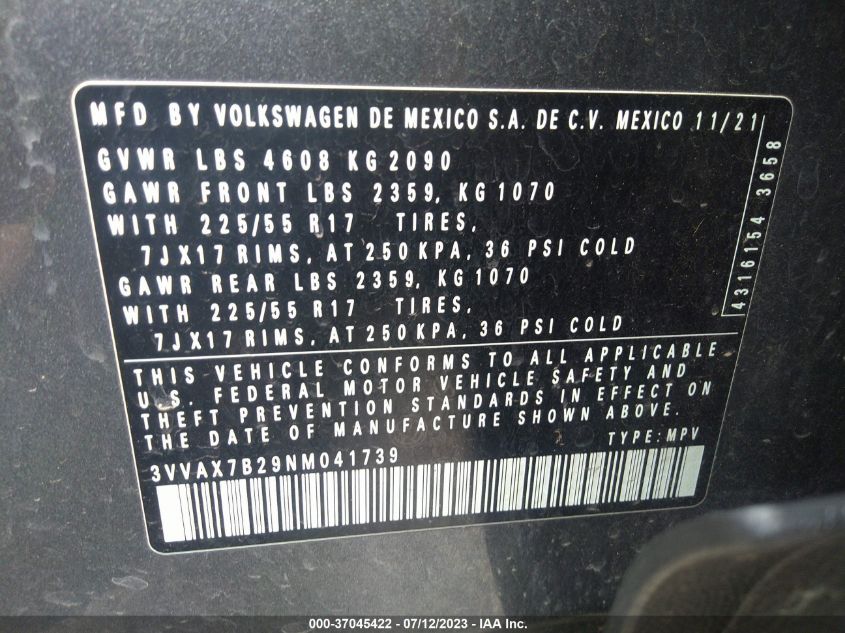 MFD BY VOLKSWAGEN DE MEXICO S.A. DE C.V. MEXICO 11/21
GVWR LBS 4608 KG 2090
GAWR FRONT LBS 2359, KG 1070
WITH 225/55 R17 TIRES,
7JX17 RIMS, AT 250 KPA, 36 PSI COLD
GAWR REAR LBS 2359, KG 1070
WITH 225/55 R17 TIRES,
7JX17 RIMS, AT 250 KPA, 36 PSI COLD
4316154 3658
THIS VEHICLE CONFORMS TO ALL APPLICABLE
U.S. FEDERAL MOTOR VEHICLE SAFETY AND
THEFT PREVENTION STANDARDS IN EFFECT ON
THE DATE OF MANUFACTURE SHOWN ABOVE.
TYPE: MPV
3VVAX7B29NM041739
000-37045422 - 07/12/2023 - IAA Inc.